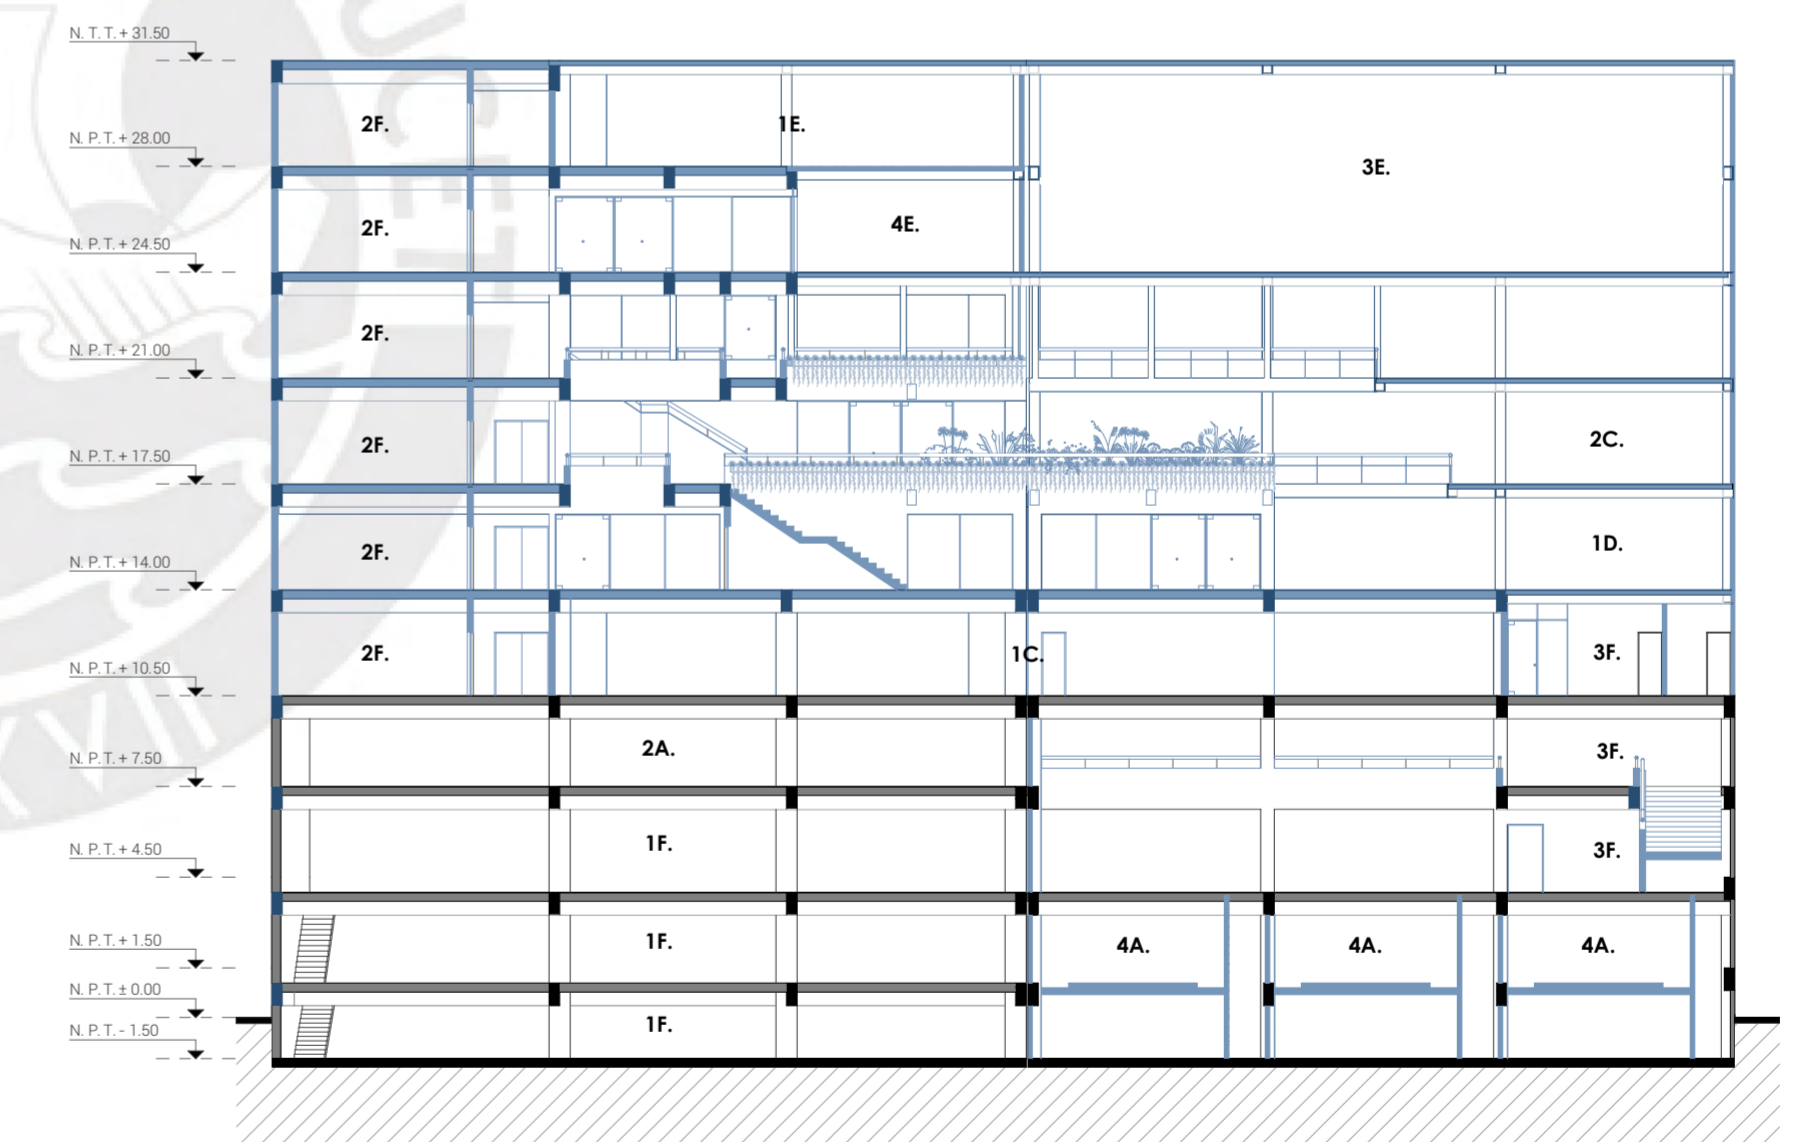 N. T. T. + 31.50
2F.
1E.
N. P. T. + 28.00
3E.
2F.
4E.
N. P. T. + 24.50
2F.
N. P. T. + 21.00
2F.
2C.
N. P. T. + 17.50
2F.
1D.
N. P. T. + 14.00
2F.
1C.
3F.
N. P. T. + 10.50
2A.
3F.
N. P. T. + 7.50
1F.
3F.
N. P. T. + 4.50
1F.
4A.
4A.
4A.
N. P. T. + 1.50
N. P. T. ± 0.00
1F.
N. P. T. - 1.50